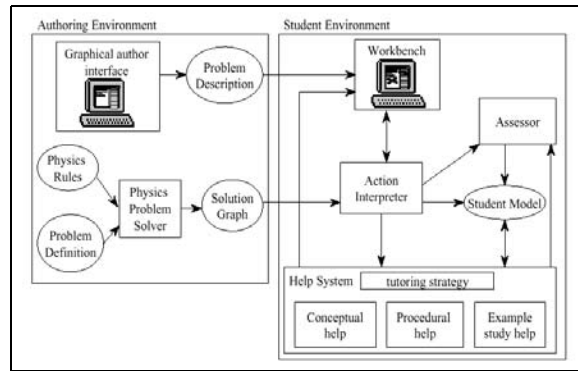 Authoring Environment
Graphical author
interface
Problem
Description
Physics
Rules
Problem
Definition
Physics
Problem
Solver
Solution
Graph
Student Environment
Workbench
Assessor
Action
Interpreter
Student Model
Help System
tutoring strategy
Conceptual
help
Procedural
help
Example
study help